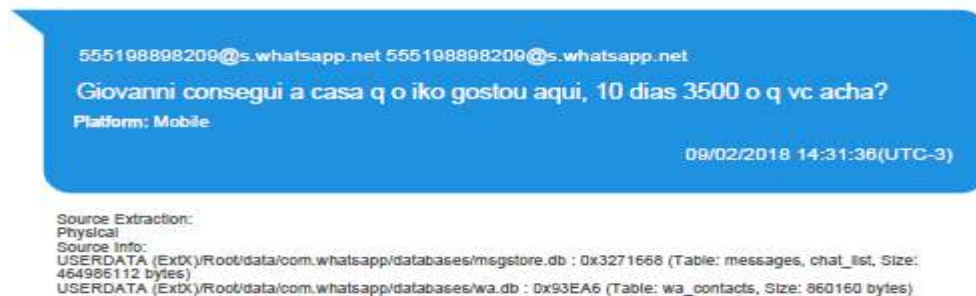 555198898209@s.whatsapp.net 555198898209@s.whatsapp.net
Giovanni consegui a casa q o iko gostou aqui, 10 dias 3500 o q vc acha?
Platform: Mobile
09/02/2018 14:31:36(UTC-3)
Source Extraction:
Physical
Source Info:
USERDATA (ExtX)/Root/data/com.whatsapp/databases/msgstore.db : 0x3271668 (Table: messages, chat_list, Size:
464986112 bytes)
USERDATA (ExtX)/Root/data/com.whatsapp/databases/wa.db : 0x93EA6 (Table: wa_contacts, Size: 860160 bytes)